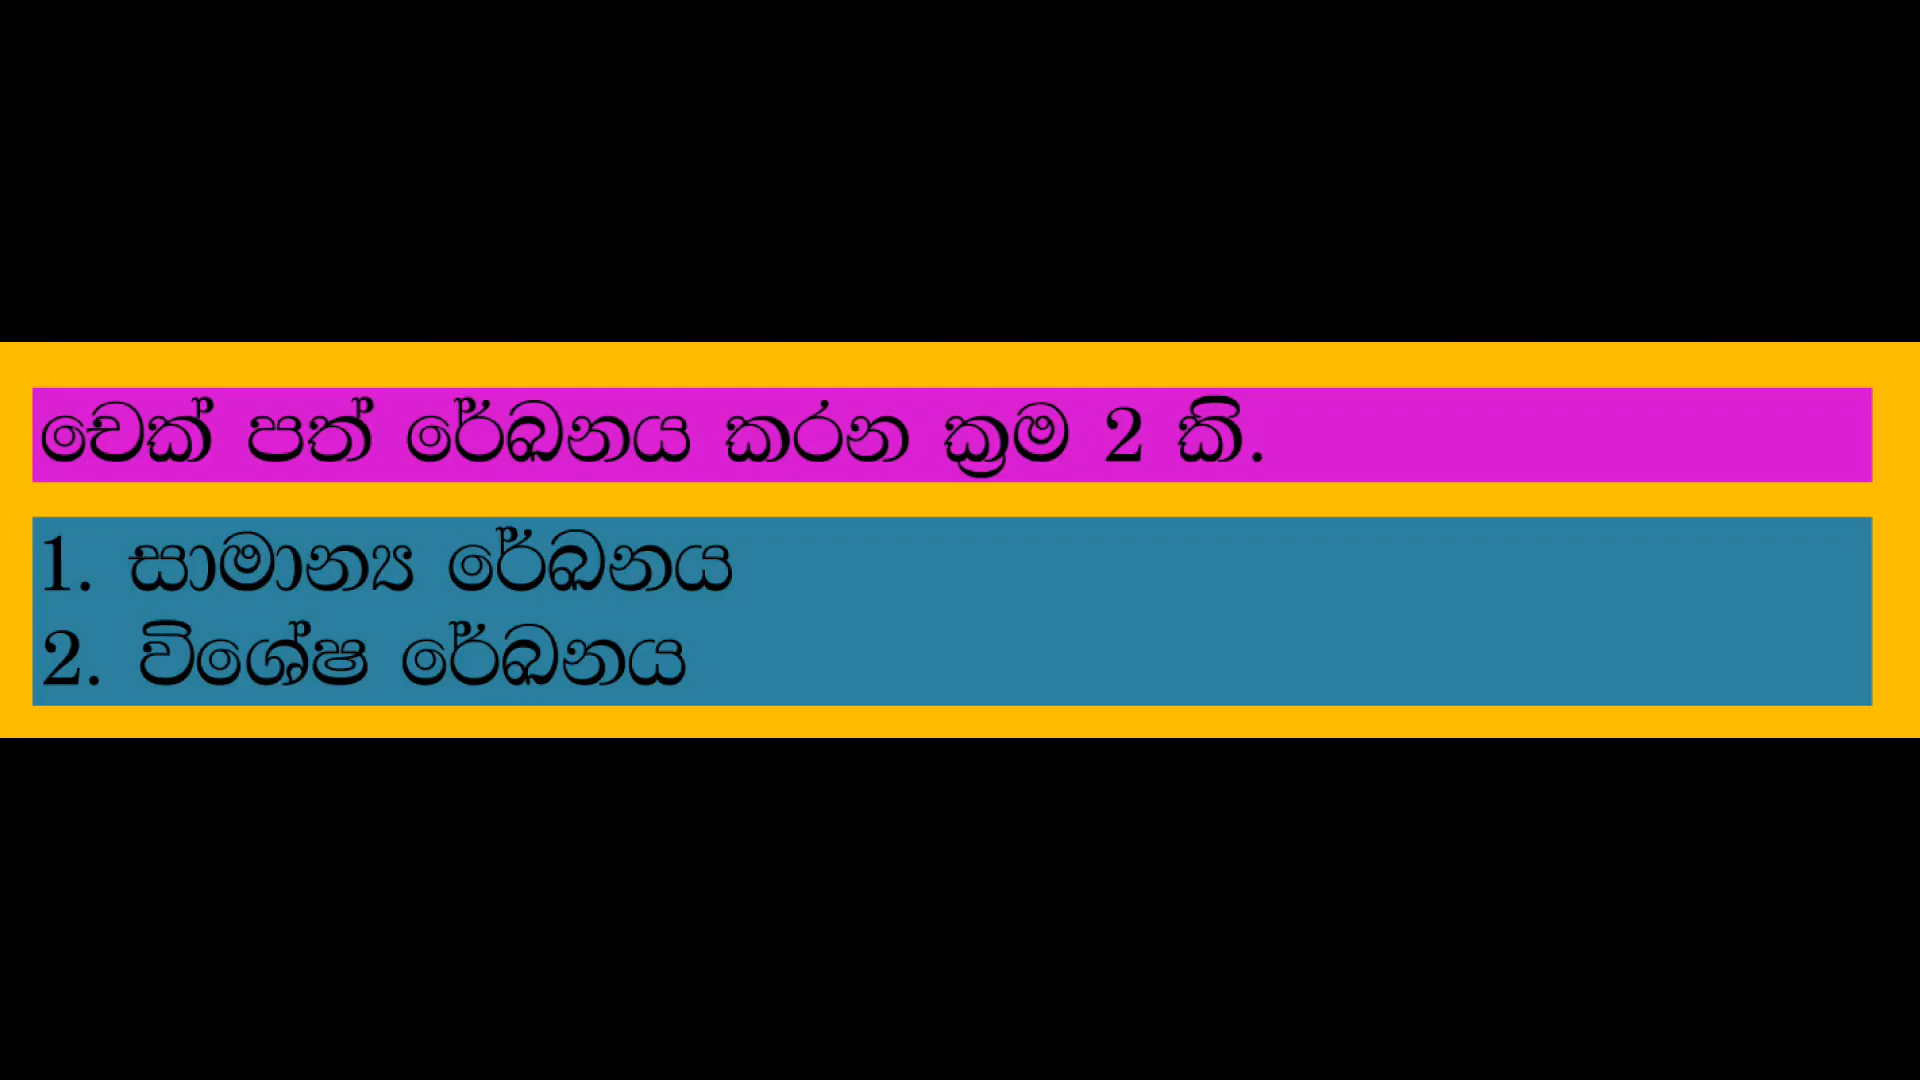 චෙක් පත් රේඛනය කරන ක්‍රම 2 කි.
1. සාමාන්‍ය රේඛනය
2. විශේෂ රේඛනය